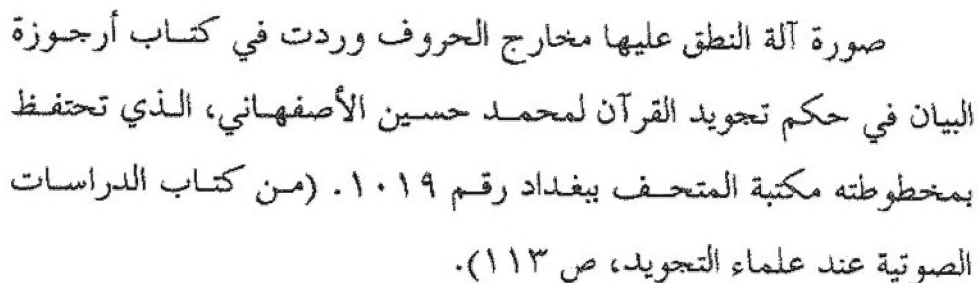 صورة آلة النطق عليها مخارج الحروف وردت في كتاب أرجوزة
البيان في حكم تجويد القرآن لمحمد حسين الأصفهاني، الذي تحتفظ
بمخطوطته مكتبة المتحف ببغداد رقم ١٠١٩. (من كتاب الدراسات
الصوتية عند علماء التجويد، ص ١١٣).